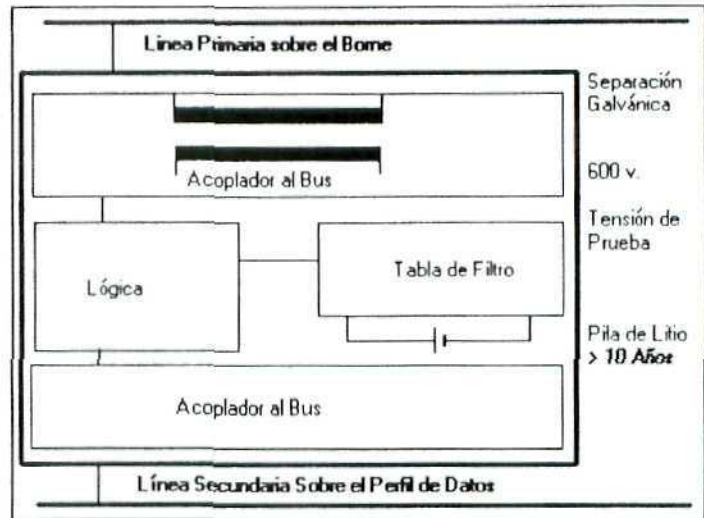 Línea Primaria sobre el Borne
Separación
Galvánica
Acoplador al Bus
600 v.
Tensión de
Prueba
Lógica
Tabla de Filtro
Pila de Litio
> 10 Años
Acoplador al Bus
Línea Secundaria Sobre el Perfil de Datos